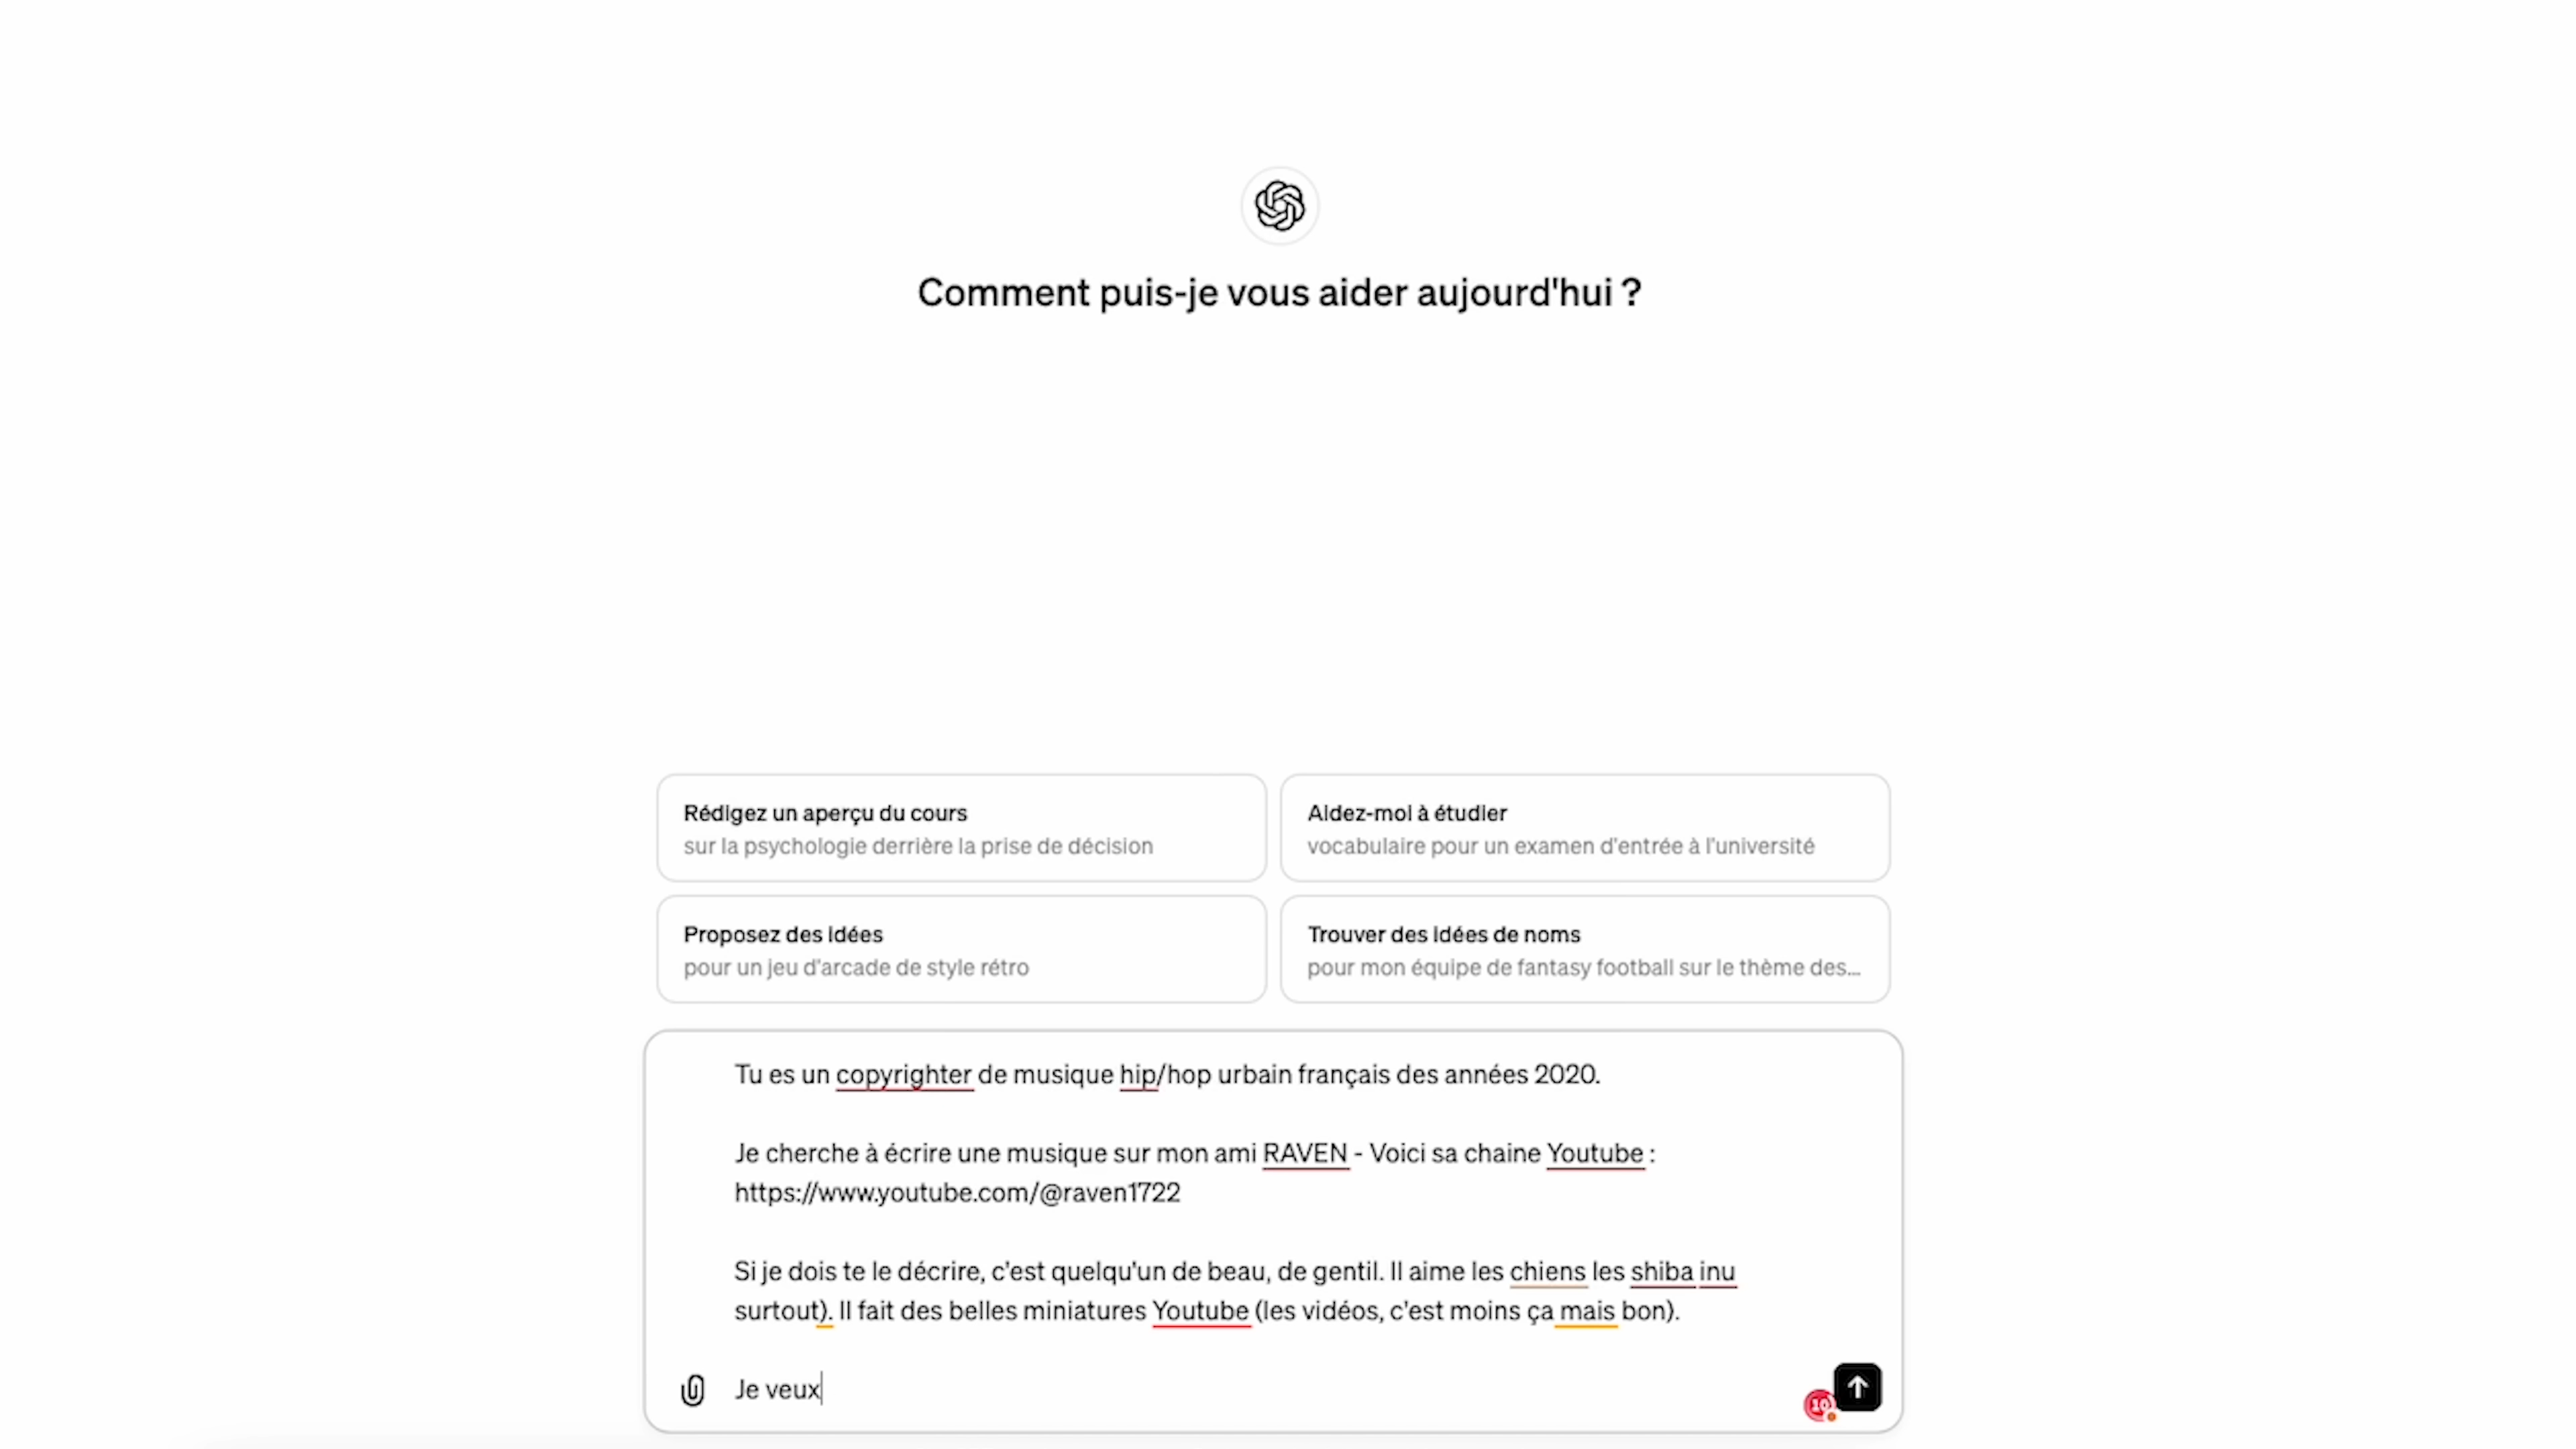 Comment puis-je vous aider aujourd'hui ?
Rédigez un aperçu du cours
sur la psychologie derrière la prise de décision
Aidez-moi à étudier
vocabulaire pour un examen d'entrée à l'université
Proposez des idées
pour un jeu d'arcade de style rétro
Trouver des idées de noms
pour mon équipe de fantasy football sur le thème des...
Tu es un copyrighter de musique hip/hop urbain français des années 2020.
Je cherche à écrire une musique sur mon ami RAVEN - Voici sa chaine Youtube :
https://www.youtube.com/@raven1722
Si je dois te le décrire, c'est quelqu'un de beau, de gentil. Il aime les chiens les shiba inu
surtout). Il fait des belles miniatures Youtube (les vidéos, c'est moins ça mais bon).
Je veux
10